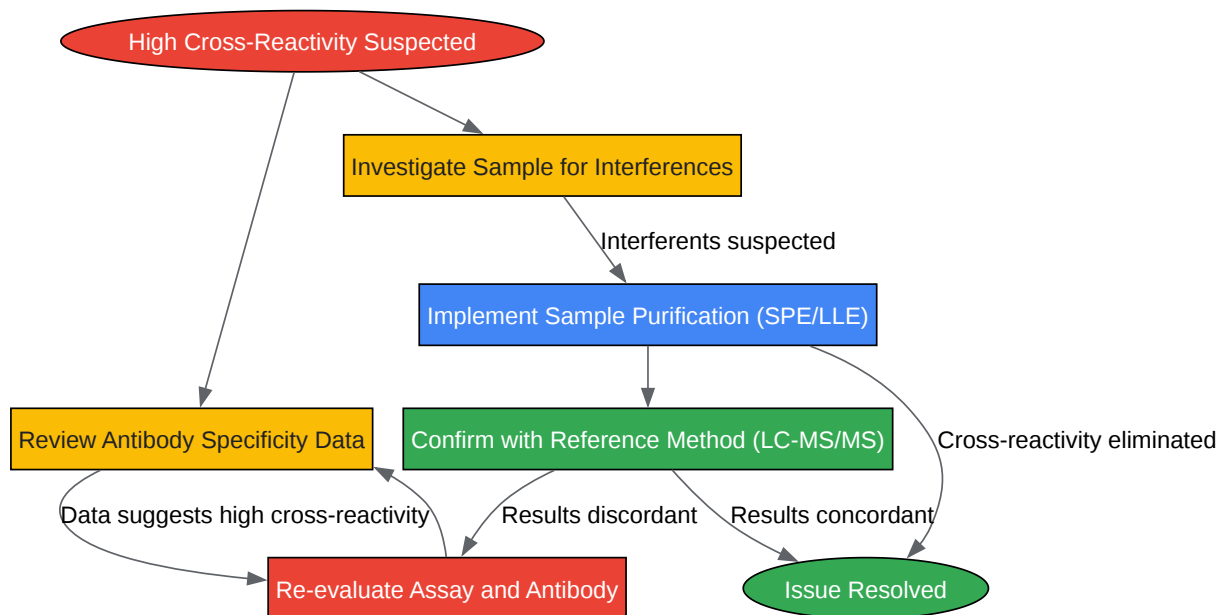 High Cross-Reactivity Suspected
Investigate Sample for Interferences
Interferents suspected
Implement Sample Purification (SPE/LLE)
Review Antibody Specificity Data
Confirm with Reference Method (LC-MS/MS)
Cross-reactivity eliminated
Data suggests high cross-reactivity
Results discordant
Results concordant
Re-evaluate Assay and Antibody
Issue Resolved